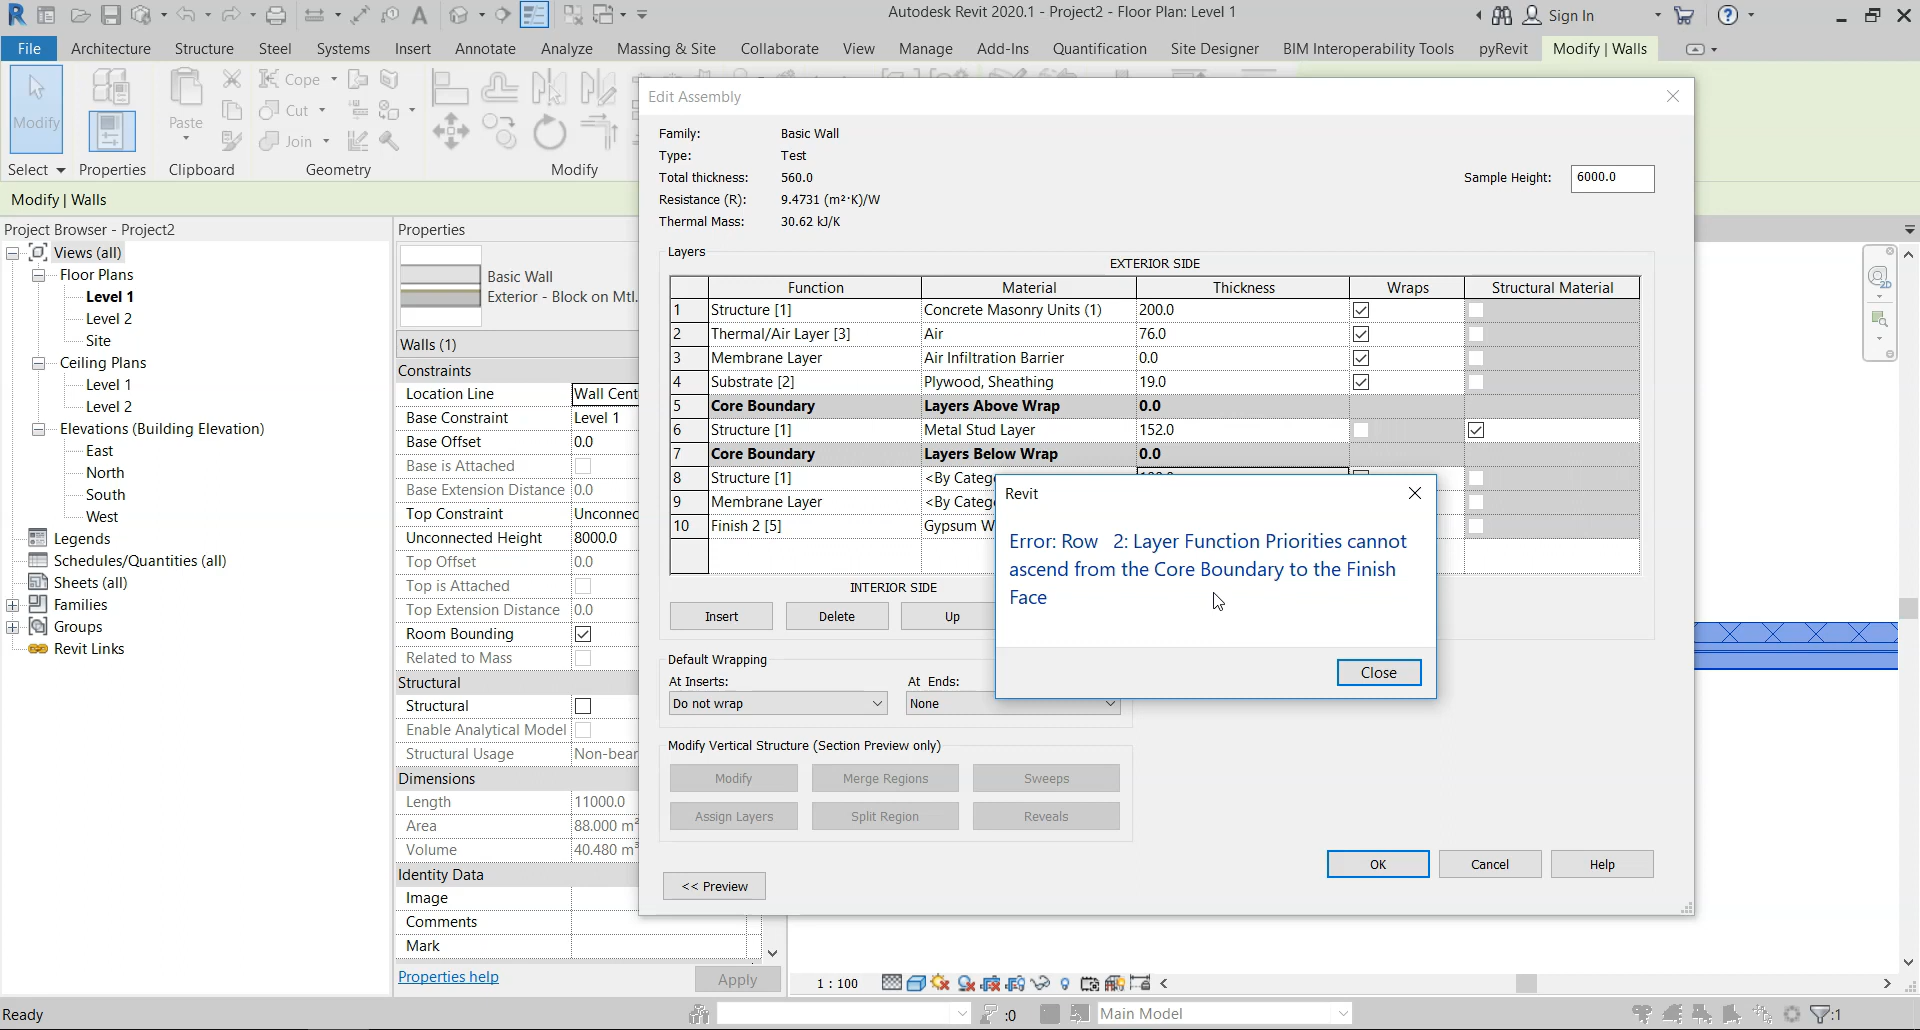 Autodesk Revit 2020.1 - Project2 - Floor Plan: Level 1
Sign In
File Architecture Structure Steel Systems Insert Annotate Analyze Massing & Site Collaborate View Manage Add-Ins Quantification Site Designer BIM Interoperability Tools pyRevit Modify | Walls
Modify
Paste
Cope
Cut
Join
Select Properties Clipboard Geometry Modify
Modify | Walls
Project Browser - Project2
Views (all)
Floor Plans
Level 1
Level 2
Site
Ceiling Plans
Level 1
Level 2
Elevations (Building Elevation)
East
North
South
West
Legends
Schedules/Quantities (all)
Sheets (all)
Families
Groups
Revit Links
Properties
Basic Wall
Exterior - Block on Mtl.
Walls (1)
Constraints
Location Line Wall Cent
Base Constraint Level 1
Base Offset 0.0
Base is Attached
Base Extension Distance 0.0
Top Constraint Unconnec
Unconnected Height 8000.0
Top Offset 0.0
Top is Attached
Top Extension Distance 0.0
Room Bounding
Related to Mass
Structural
Structural
Enable Analytical Model
Structural Usage Non-bear
Dimensions
Length 11000.0
Area 88.000 m²
Volume 40.480 m³
Identity Data
Image
Comments
Mark
Properties help Apply
Edit Assembly
Family: Basic Wall
Type: Test
Total thickness: 560.0
Sample Height: 6000.0
Resistance (R): 9.4731 (m²·K)/W
Thermal Mass: 30.62 kJ/K
Layers
EXTERIOR SIDE
Function Material Thickness Wraps Structural Material
1 Structure [1] Concrete Masonry Units (1) 200.0
2 Thermal/Air Layer [3] Air 76.0
3 Membrane Layer Air Infiltration Barrier 0.0
4 Substrate [2] Plywood, Sheathing 19.0
5 Core Boundary Layers Above Wrap 0.0
6 Structure [1] Metal Stud Layer 152.0
7 Core Boundary Layers Below Wrap 0.0
8 Structure [1] <By Catego
9 Membrane Layer <By Catego
10 Finish 2 [5] Gypsum W
INTERIOR SIDE
Insert Delete Up
Default Wrapping
At Inserts: At Ends:
Do not wrap None
Modify Vertical Structure (Section Preview only)
Modify Merge Regions Sweeps
Assign Layers Split Region Reveals
<< Preview
OK Cancel Help
Revit
Error: Row 2: Layer Function Priorities cannot
ascend from the Core Boundary to the Finish
Face
Close
1 : 100
Ready
:0
Main Model
:1